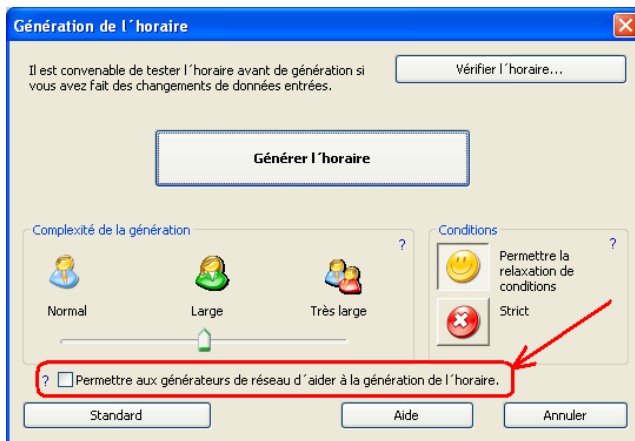 Génération de l´horaire
Il est convenable de tester l´horaire avant de génération si
vous avez fait des changements de données entrées.
Vérifier l´horaire...
Générer l´horaire
Complexité de la génération
?
Normal
Large
Très large
Conditions
?
Permettre la
relaxation de
conditions
Strict
? Permettre aux générateurs de réseau d´aider à la génération de l´horaire.
Standard
Aide
Annuler